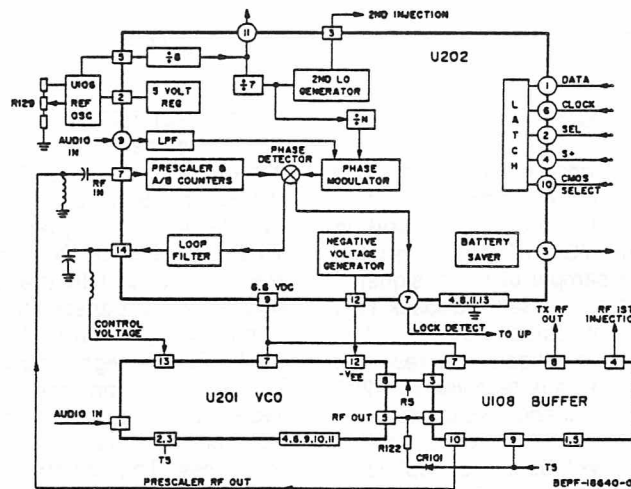 2ND INJECTION
11
3
U202
5
÷8
÷7
2ND LO
GENERATOR
U106
REF
OSC
R129
2
5 VOLT
REG
÷N
L
A
T
C
H
1
DATA
6
CLOCK
2
SEL
4
S+
10
CMOS
SELECT
AUDIO
IN
9
LPF
PHASE
DETECTOR
PHASE
MODULATOR
7
RF
IN
PRESCALER &
A/B COUNTERS
14
LOOP
FILTER
NEGATIVE
VOLTAGE
GENERATOR
BATTERY
SAVER
3
6.6 VDC
9
12
7
4,8,11,13
LOCK DETECT
TO UP
TX RF
OUT
RF 1ST
INJECTION
CONTROL
VOLTAGE
13
7
12
-VEE
7
8
4
U201 VCO
8
R5
3
U108 BUFFER
AUDIO IN
1
RF OUT
5
6
2,3
T5
4,6,9,10,11
R122
10
9
1,5
CR101
T5
PRESCALER RF OUT
BEPF-18640-O